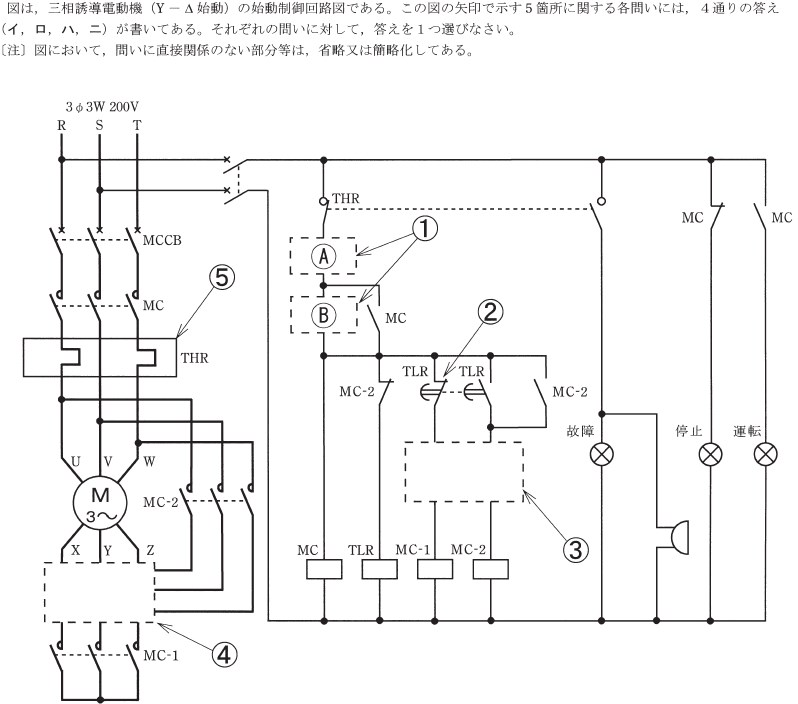 図は，三相誘導電動機（Y－Δ始動）の始動制御回路図である。この図の矢印で示す5箇所に関する各問いには，4通りの答え
（イ，ロ，ハ，ニ）が書いてある。それぞれの問いに対して，答えを1つ選びなさい。
〔注〕図において，問いに直接関係のない部分等は，省略又は簡略化してある。
3φ3W 200V
R S T
THR
MC MC
①
MCCB
A
⑤
MC
②
B
MC
THR
TLR TLR
MC-2 MC-2
故障 停止 運転
U V W
M
3～
MC-2
③
X Y Z
MC TLR MC-1 MC-2
④
MC-1